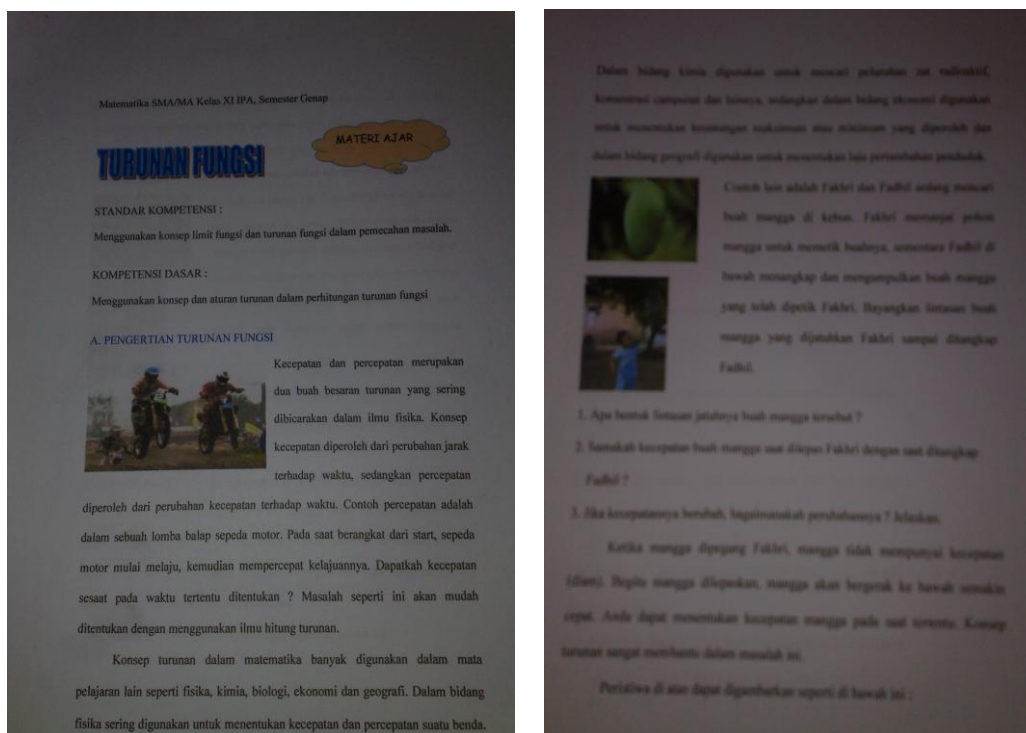 Matematika SMA/MA Kelas XI IPA, Semester Genap
MATERI AJAR
TURUNAN FUNGSI
STANDAR KOMPETENSI :
Menggunakan konsep limit fungsi dan turunan fungsi dalam pemecahan masalah.
KOMPETENSI DASAR :
Menggunakan konsep dan aturan turunan dalam perhitungan turunan fungsi
A. PENGERTIAN TURUNAN FUNGSI
Kecepatan dan percepatan merupakan
dua buah besaran turunan yang sering
dibicarakan dalam ilmu fisika. Konsep
kecepatan diperoleh dari perubahan jarak
terhadap waktu, sedangkan percepatan
diperoleh dari perubahan kecepatan terhadap waktu. Contoh percepatan adalah
dalam sebuah lomba balap sepeda motor. Pada saat berangkat dari start, sepeda
motor mulai melaju, kemudian mempercepat kelajuannya. Dapatkah kecepatan
sesaat pada waktu tertentu ditentukan ? Masalah seperti ini akan mudah
ditentukan dengan menggunakan ilmu hitung turunan.
Konsep turunan dalam matematika banyak digunakan dalam mata
pelajaran lain seperti fisika, kimia, biologi, ekonomi dan geografi. Dalam bidang
fisika sering digunakan untuk menentukan kecepatan dan percepatan suatu benda.
Dalam bidang kimia digunakan untuk mencari peluruhan zat radioaktif,
konsentrasi campuran dan lainnya, sedangkan dalam bidang ekonomi digunakan
untuk menentukan keuntungan maksimum atau minimum yang diperoleh dan
dalam bidang geografi digunakan untuk menentukan laju pertambahan penduduk.
Contoh lain adalah Fakhri dan Fadhil sedang mencari
buah mangga di kebun. Fakhri memanjat pohon
mangga untuk memetik buahnya, sementara Fadhil di
bawah menangkap dan mengumpulkan buah mangga
yang telah dipetik Fakhri. Bayangkan lintasan buah
mangga yang dijatuhkan Fakhri sampai ditangkap
Fadhil.
1. Apa bentuk lintasan jatuhnya buah mangga tersebut ?
2. Samakah kecepatan buah mangga saat dilepas Fakhri dengan saat ditangkap
Fadhil ?
3. Jika kecepatannya berubah, bagaimanakah perubahannya ? Jelaskan.
Ketika mangga dipegang Fakhri, mangga tidak mempunyai kecepatan
(diam). Begitu mangga dilepaskan, mangga akan bergerak ke bawah semakin
cepat. Anda dapat menentukan kecepatan mangga pada saat tertentu. Konsep
turunan sangat membantu dalam masalah ini.
Peristiwa di atas dapat digambarkan seperti di bawah ini :